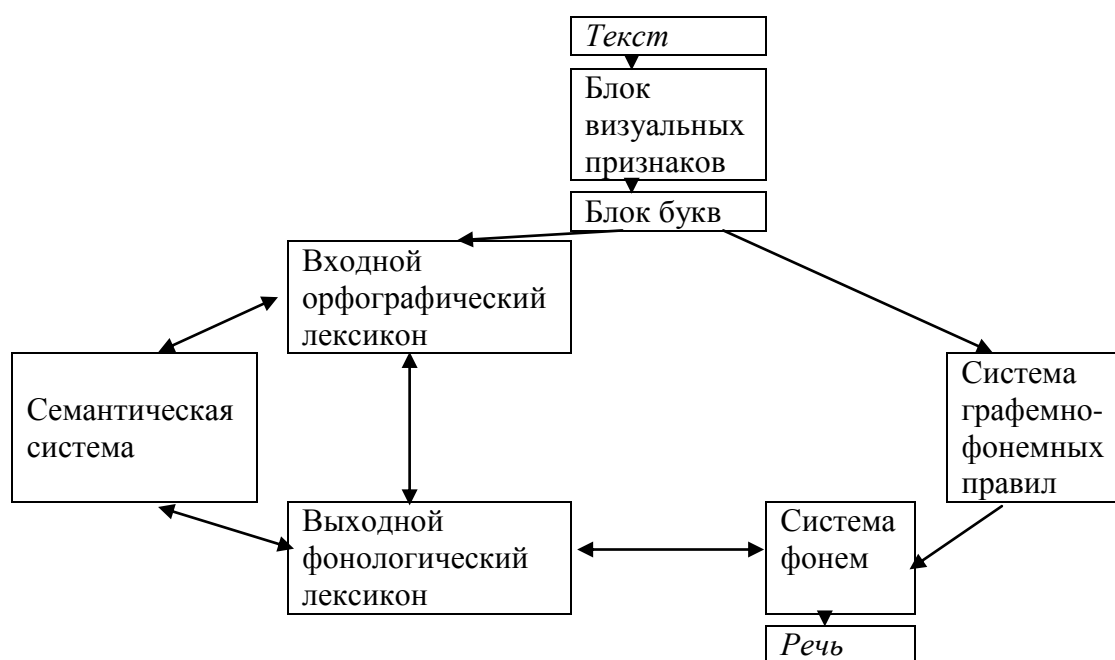 Текст
Блок
визуальных
признаков
Блок букв
Входной
орфографический
лексикон
Семантическая
система
Система
графемно-
фонемных
правил
Выходной
фонологический
лексикон
Система
фонем
Речь